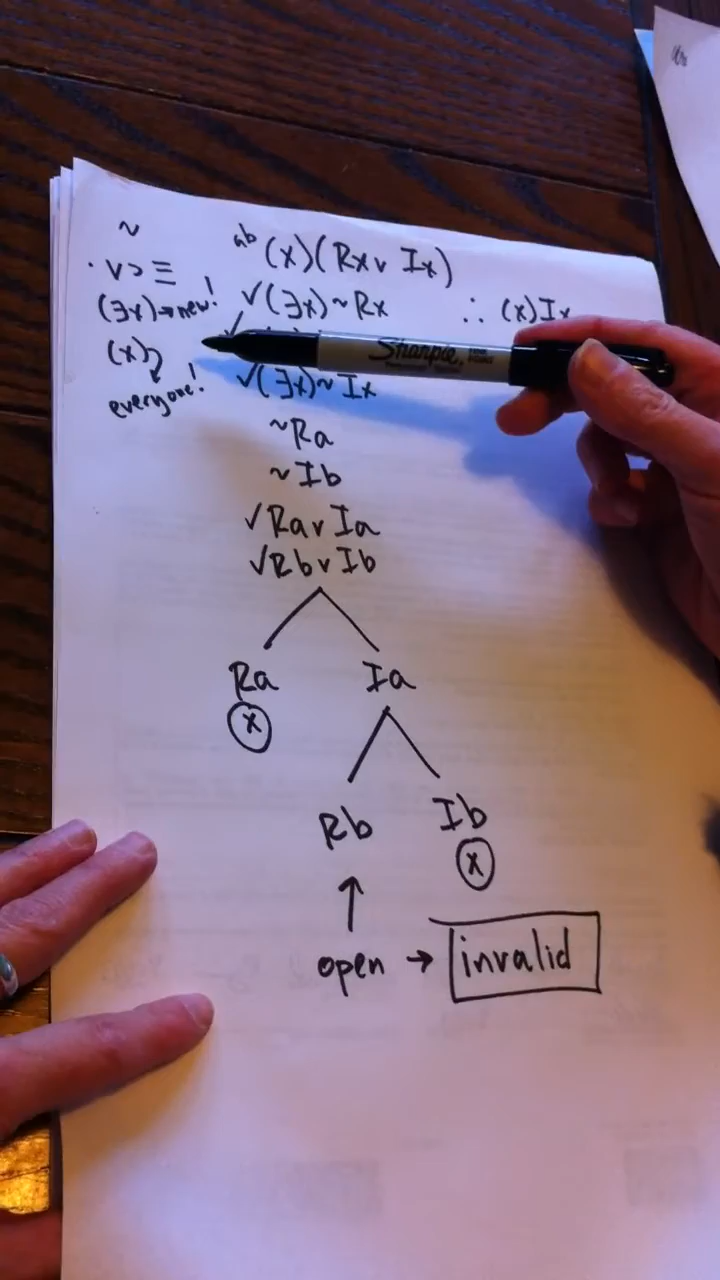 ~
· v ⊃ ≡
(∃x) → new!
(x)
everyone!
ab (x)(Rx v Ix)
✓(∃x)~Rx ∴ (x)Ix
✓(∃x)~Ix
~Ra
~Ib
✓Ra v Ia
✓Rb v Ib
Ra Ia
x
Rb Ib
x
open → invalid
Sharpie